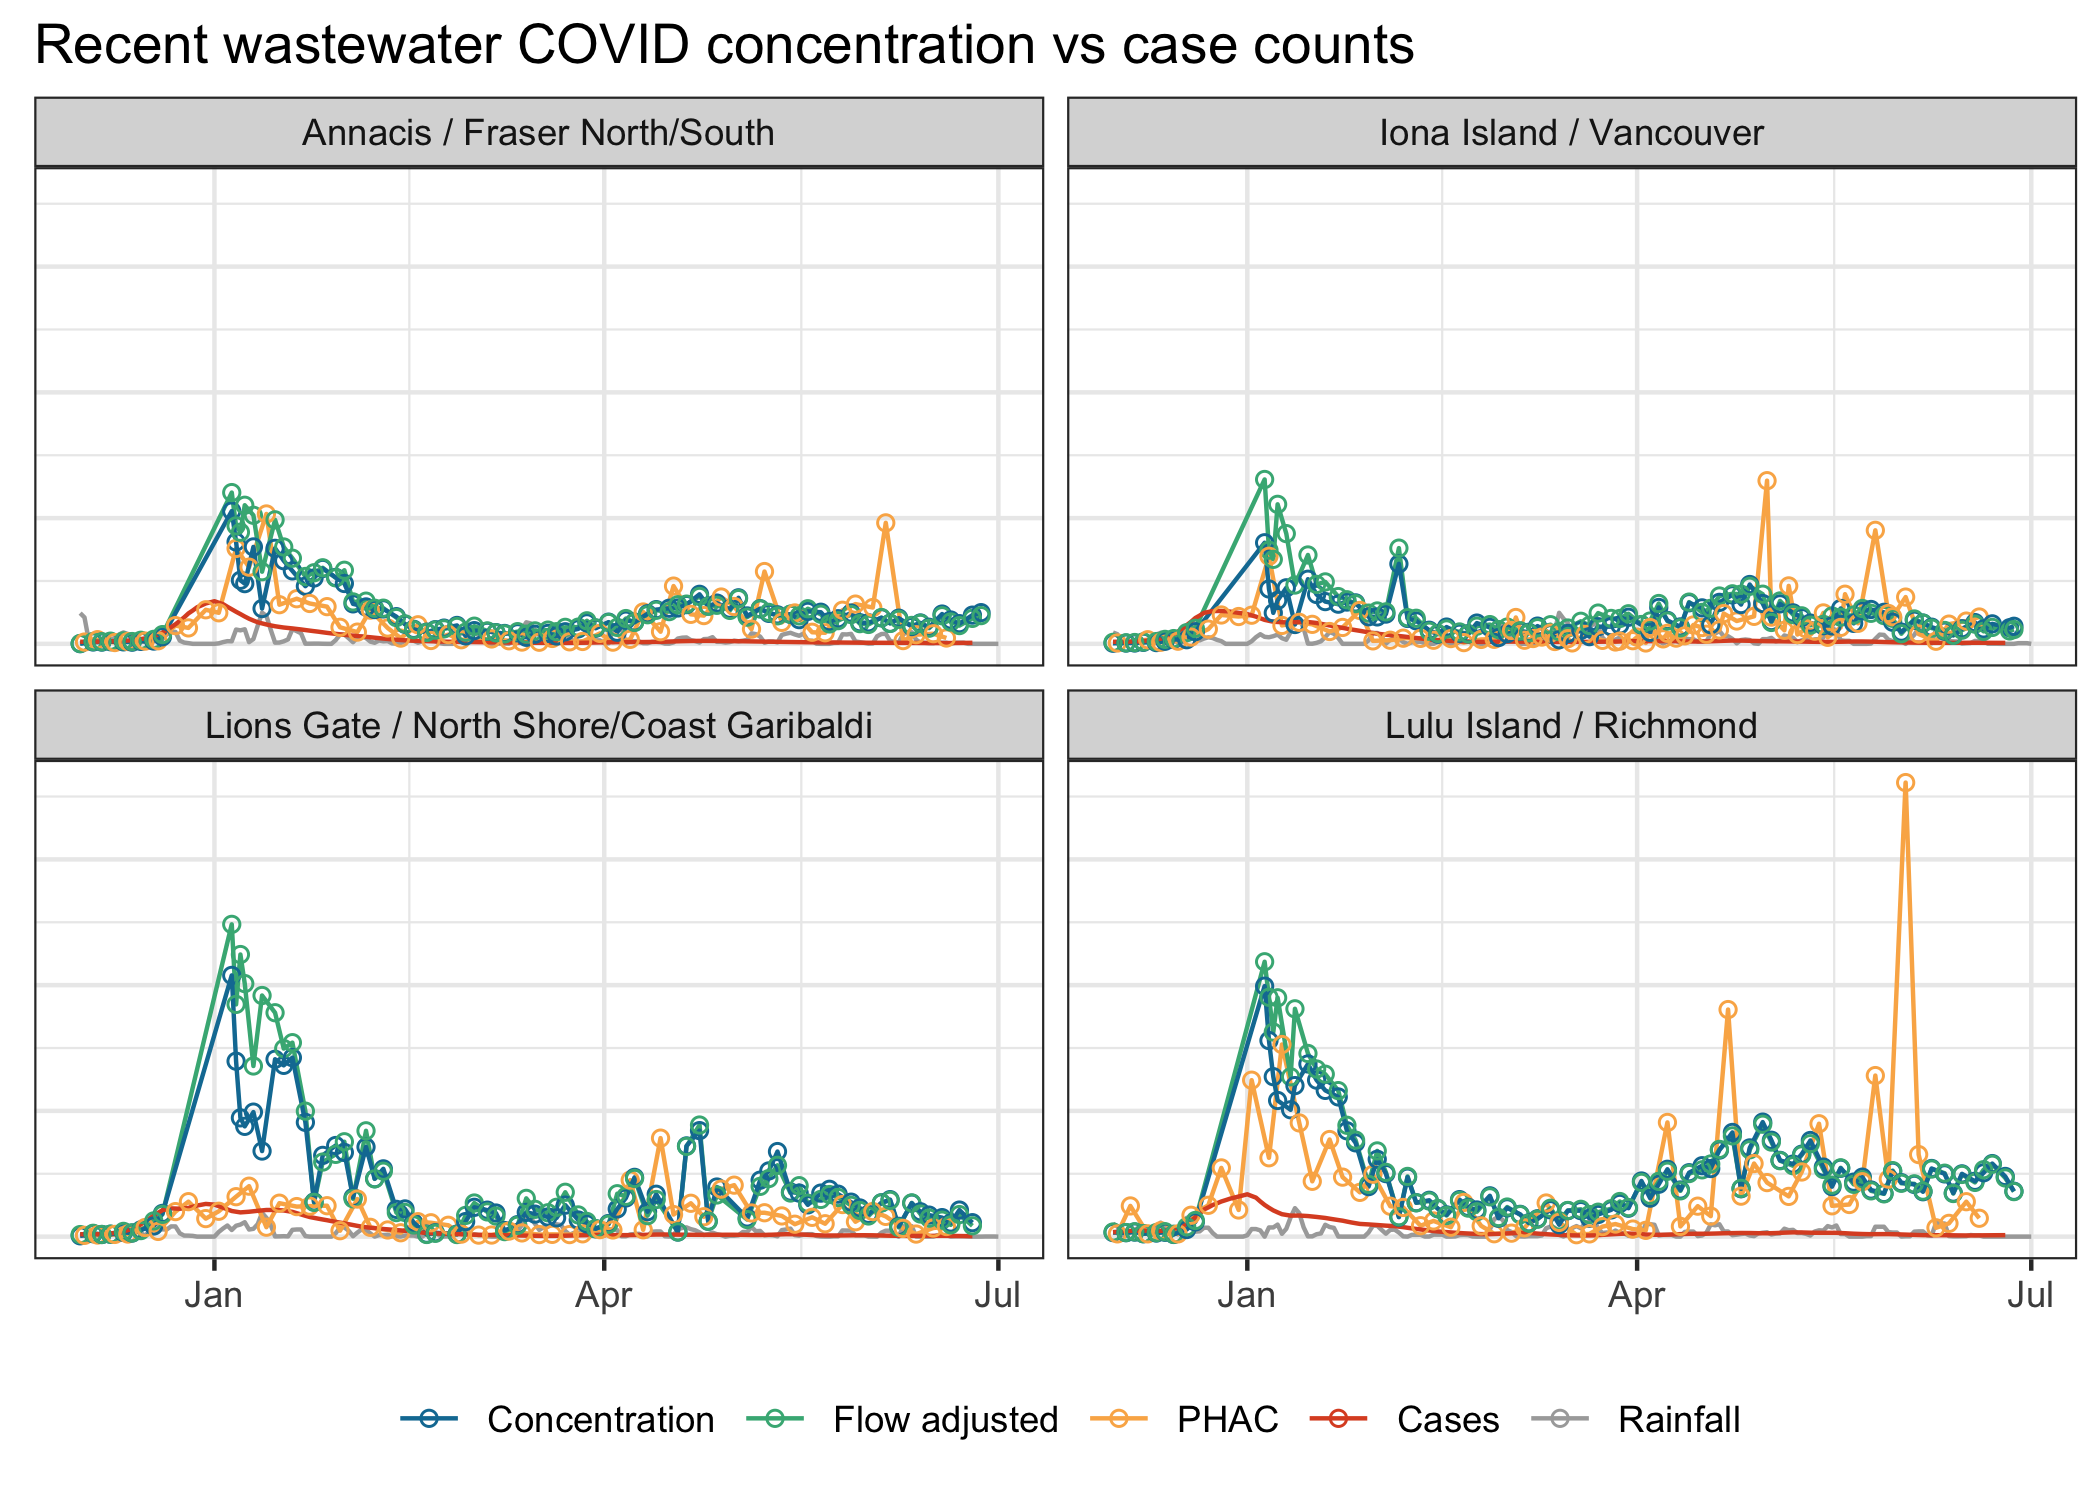 Recent wastewater COVID concentration vs case counts
Annacis / Fraser North/South
Iona Island / Vancouver
Lions Gate / North Shore/Coast Garibaldi
Lulu Island / Richmond
Jan Apr Jul Jan Apr Jul
Concentration Flow adjusted PHAC Cases Rainfall